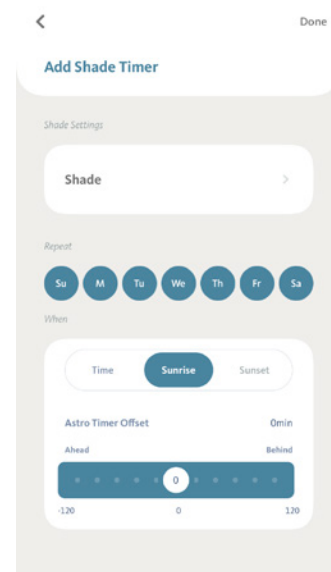 Done
Add Shade Timer
Shade Settings
Shade
Repeat
Su M Tu We Th Fr Sa
When
Time Sunrise Sunset
Astro Timer Offset 0min
Ahead Behind
0
-120 0 120